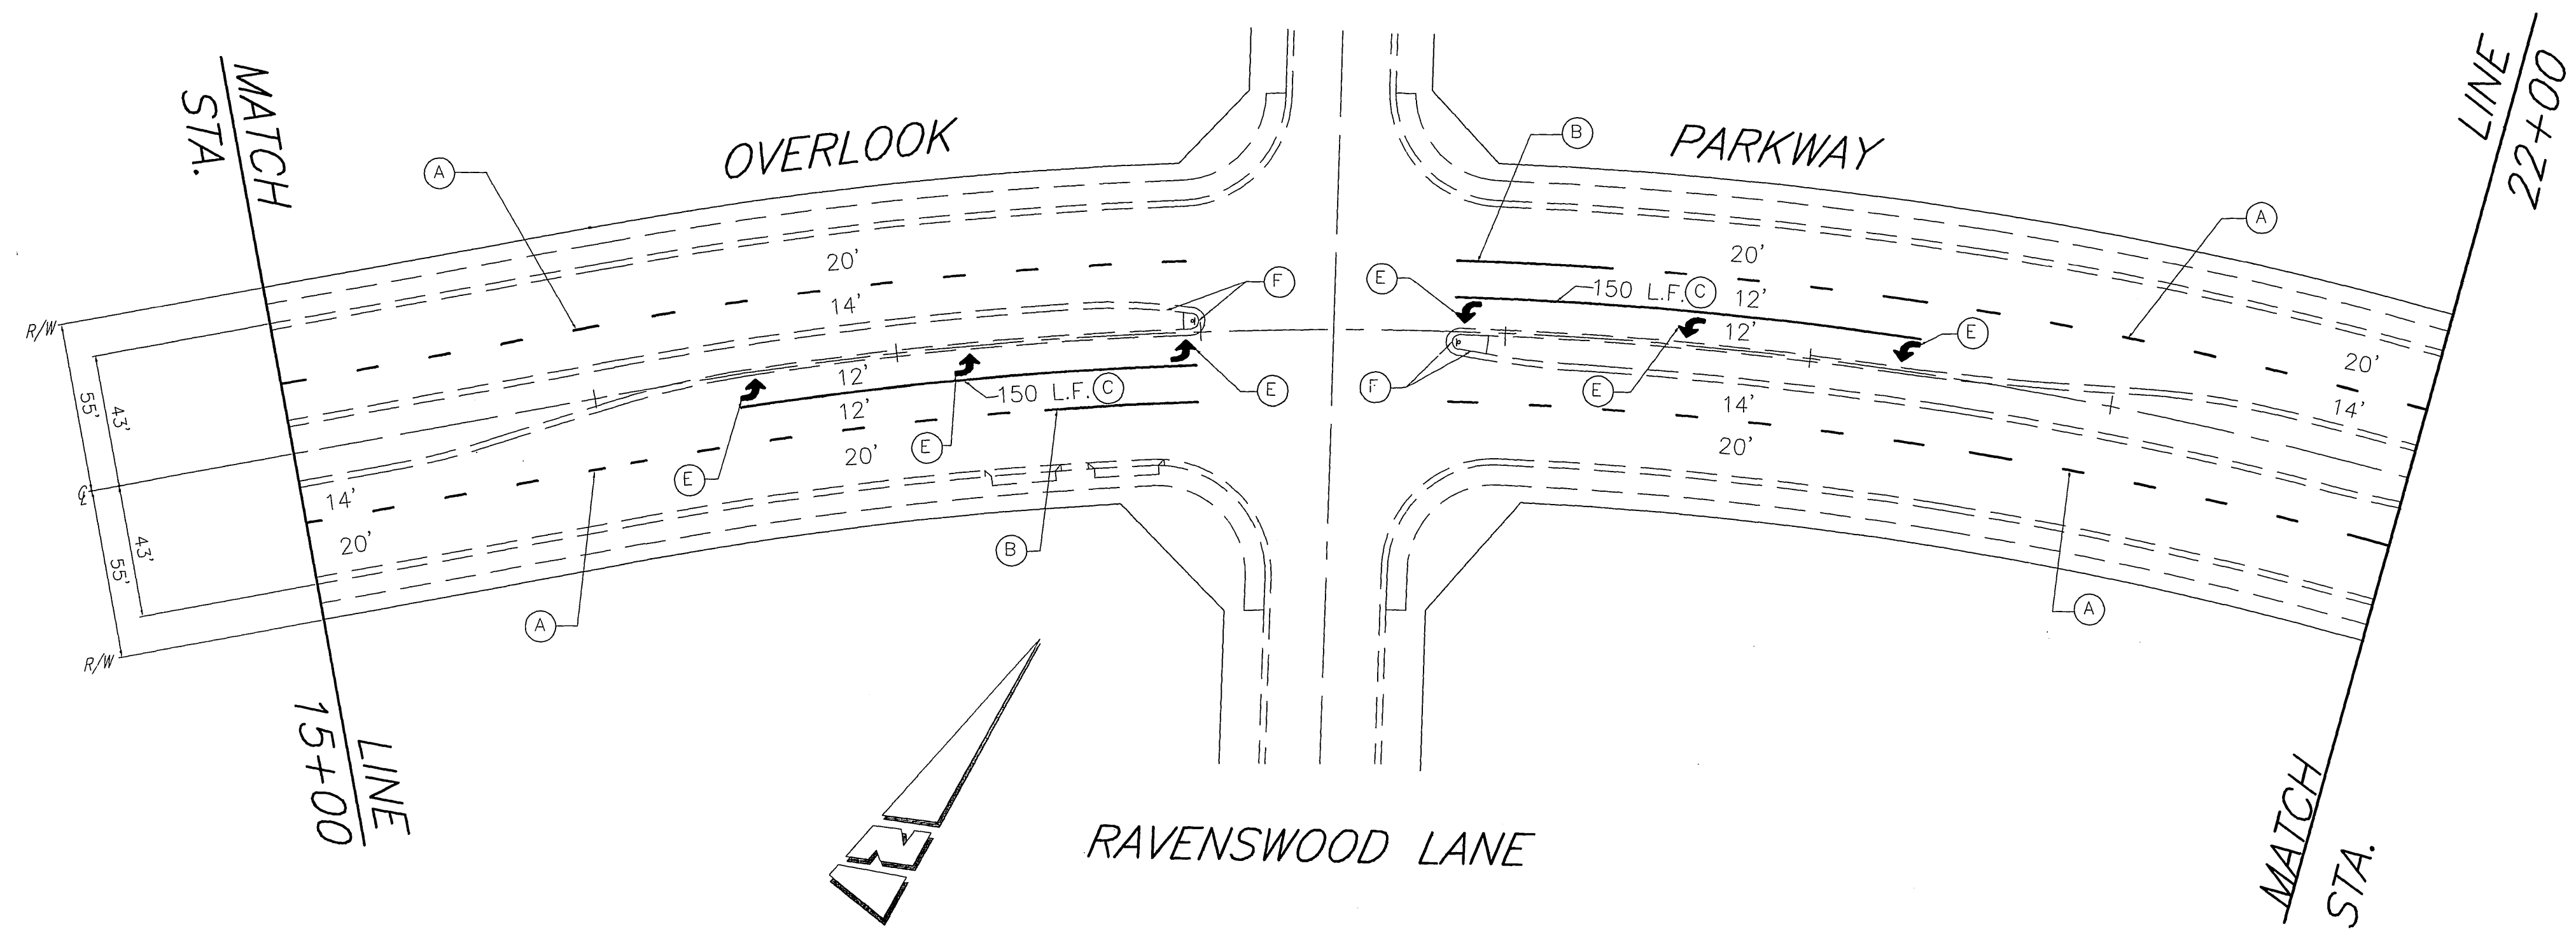 MATCH LINE
STA. 15+00
OVERLOOK PARKWAY
MATCH LINE
STA. 22+00
A
B
A
20'
14'
F
E
20'
150 L.F. C
12'
12'
E
E
E
20'
14'
R/W
55'
43'
℄
43'
55'
R/W
12'
150 L.F. C
12'
20'
E
E
E
F
14'
20'
14'
20'
A
B
A
N
RAVENSWOOD LANE